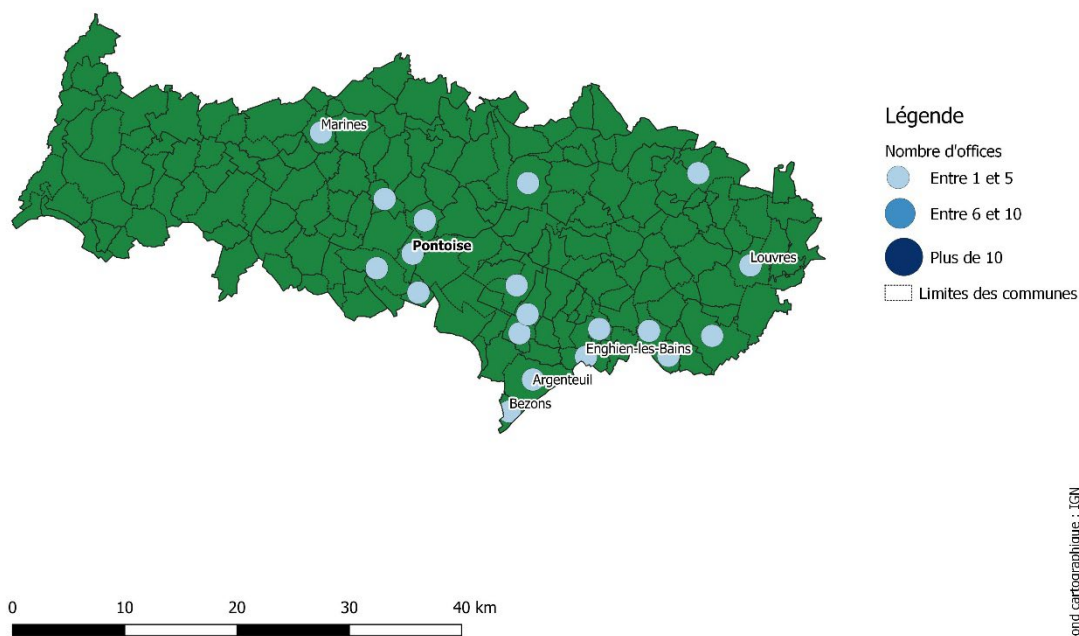 Marines
Pontoise
Louvres
Enghien-les-Bains
Argenteuil
Bezons
Légende
Nombre d'offices
Entre 1 et 5
Entre 6 et 10
Plus de 10
Limites des communes
0 10 20 30 40 km
ond cartographique : IGN